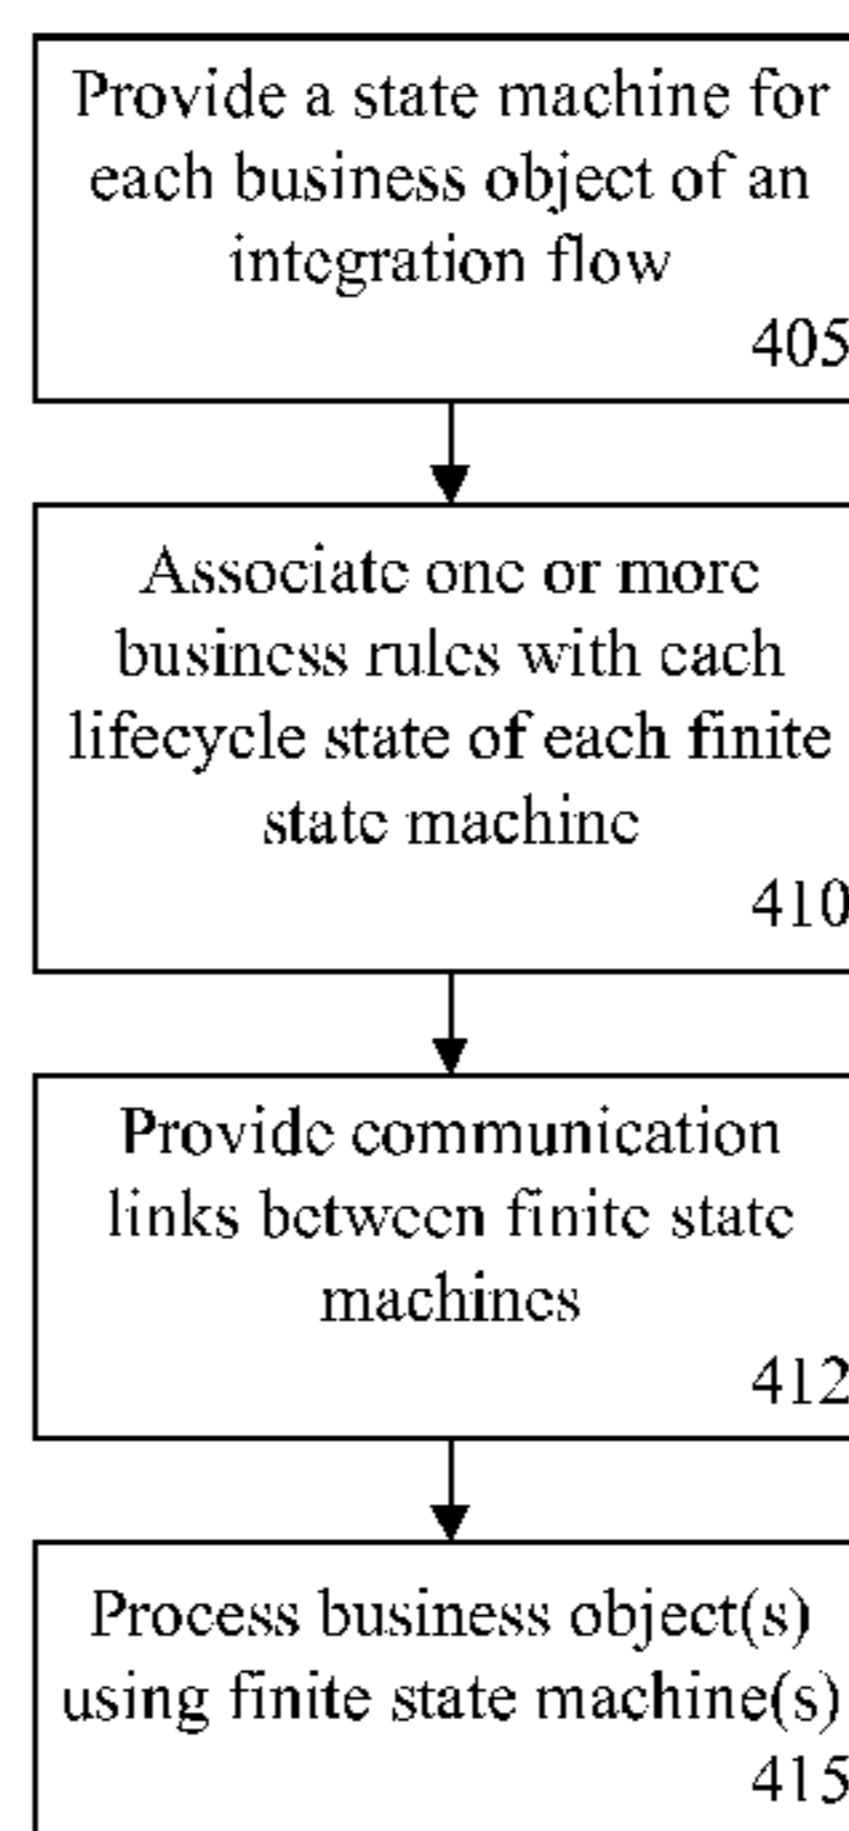 Provide a state machine for
each business object of an
integration flow
405
Associate one or more
business rules with each
lifecycle state of each finite
state machine
410
Provide communication
links between finite state
machines
412
Process business object(s)
using finite state machine(s)
415